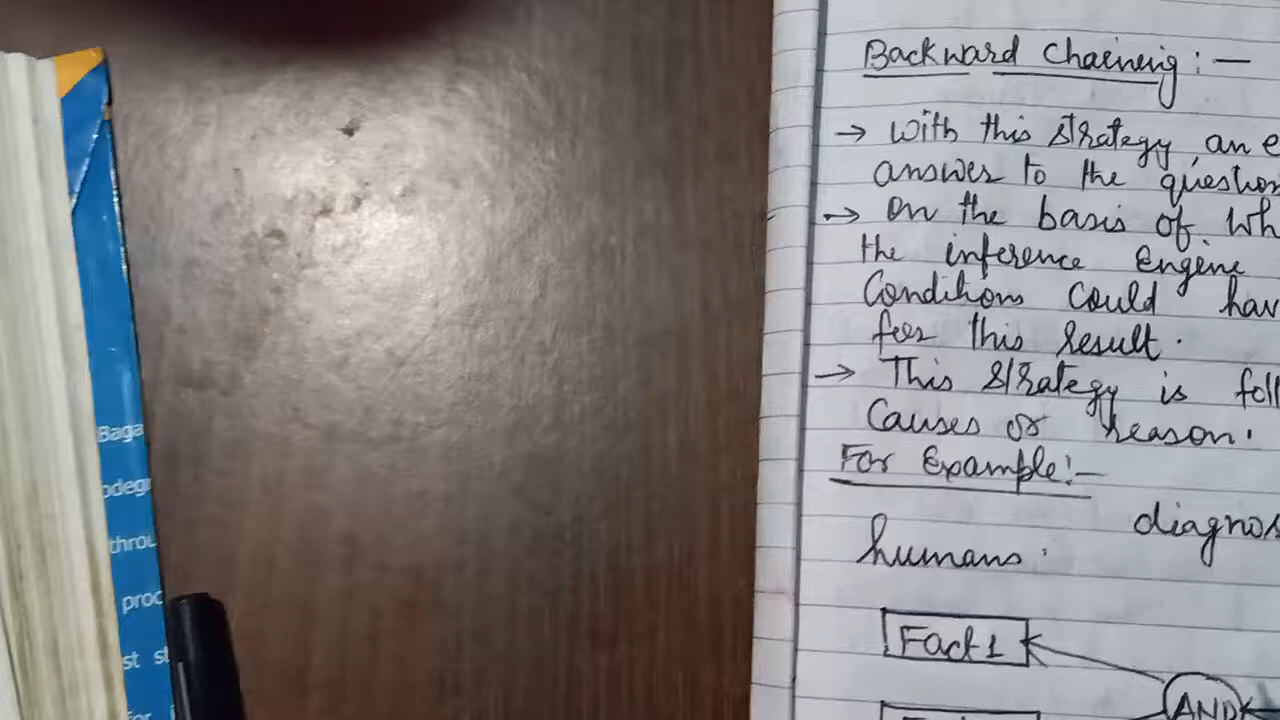 Backward Chaining :-
→ With this strategy, an e
answer to the question
→ On the basis of wh
the inference Engine
Conditions Could hav
for this result.
→ This strategy is foll
Causes or reason.
For Example:-
diagnos
humans.
Fact 1
AND
Baga
odegr
throu
proc
st st
for